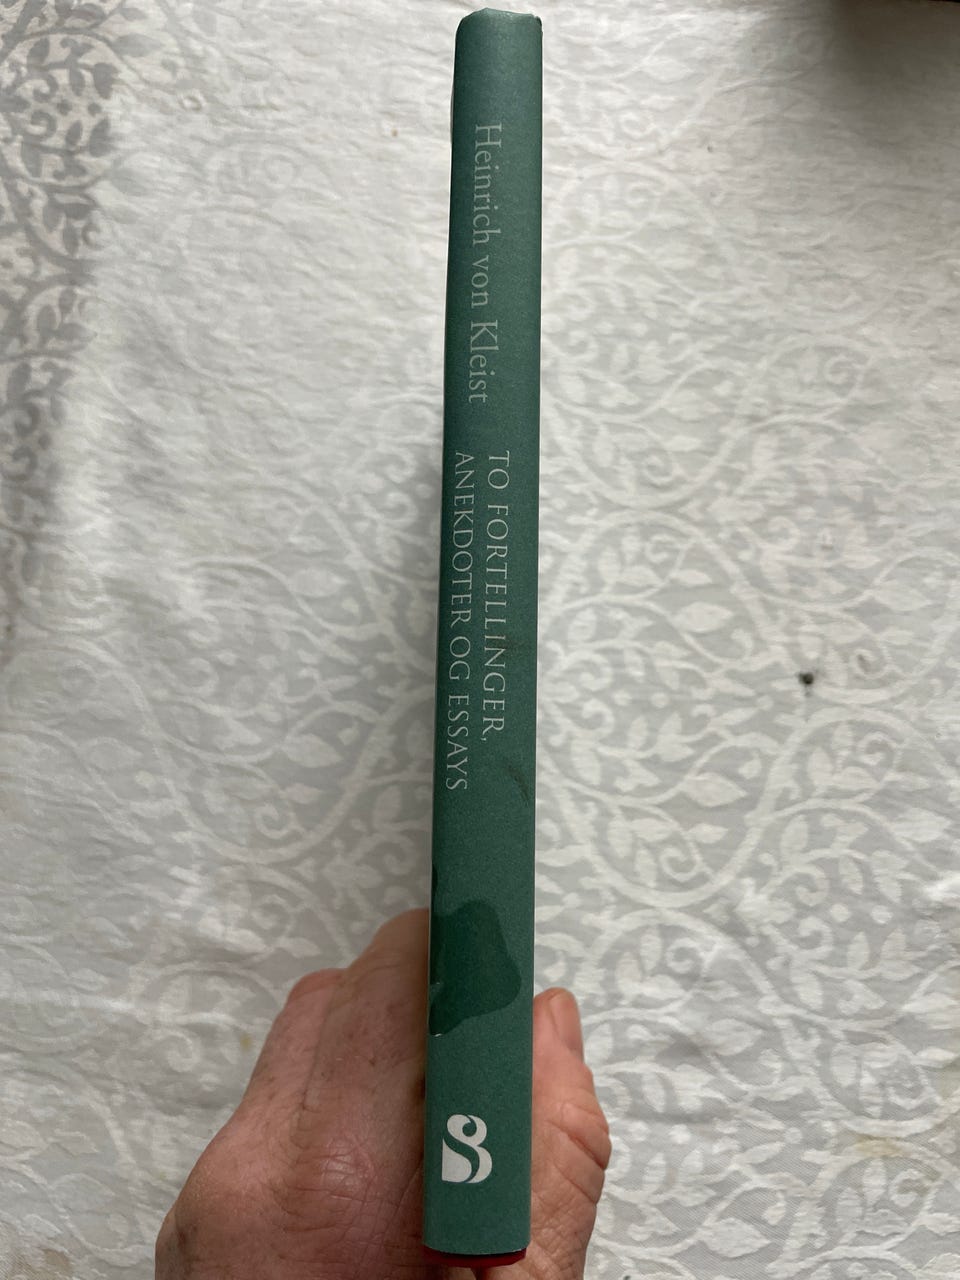 Heinrich von Kleist
TO FORTELLINGER,
ANEKDOTER OG ESSAYS